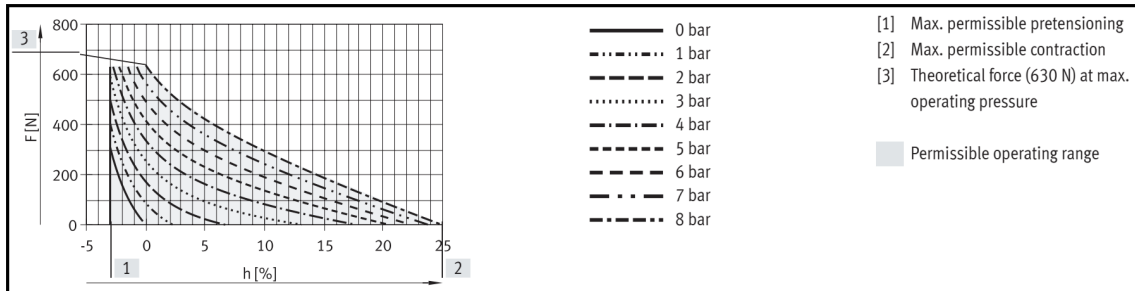 800
3
600
F [N]
400
200
0
-5 0 5 10 15 20 25
1
2
h [%]
0 bar
1 bar
2 bar
3 bar
4 bar
5 bar
6 bar
7 bar
8 bar
[1] Max. permissible pretensioning
[2] Max. permissible contraction
[3] Theoretical force (630 N) at max.
operating pressure
Permissible operating range